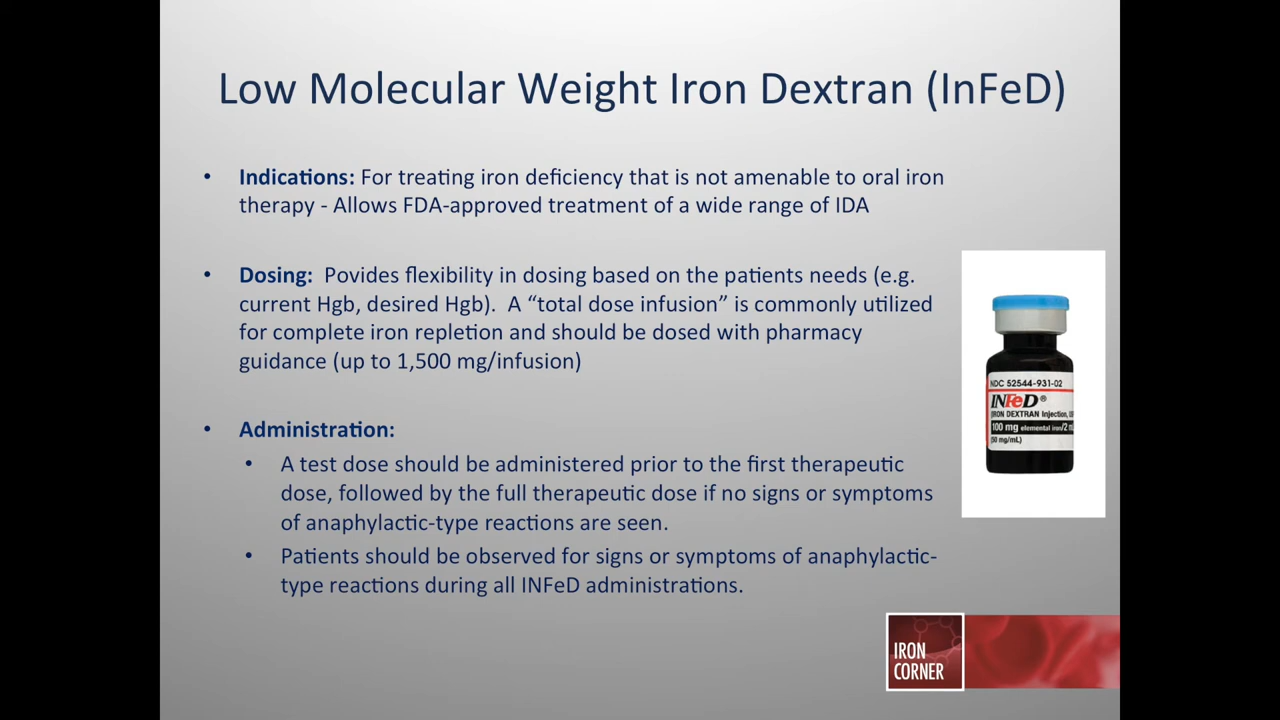 Low Molecular Weight Iron Dextran (InFeD)
• Indications: For treating iron deficiency that is not amenable to oral iron
therapy - Allows FDA-approved treatment of a wide range of IDA
• Dosing: Povides flexibility in dosing based on the patients needs (e.g.
current Hgb, desired Hgb). A “total dose infusion” is commonly utilized
for complete iron repletion and should be dosed with pharmacy
guidance (up to 1,500 mg/infusion)
• Administration:
• A test dose should be administered prior to the first therapeutic
dose, followed by the full therapeutic dose if no signs or symptoms
of anaphylactic-type reactions are seen.
• Patients should be observed for signs or symptoms of anaphylactic-
type reactions during all INFeD administrations.
NDC 52544-931-02
INFeD®
(IRON DEXTRAN Injection, US
100 mg elemental iron/2 m
(50 mg/mL)
IRON
CORNER